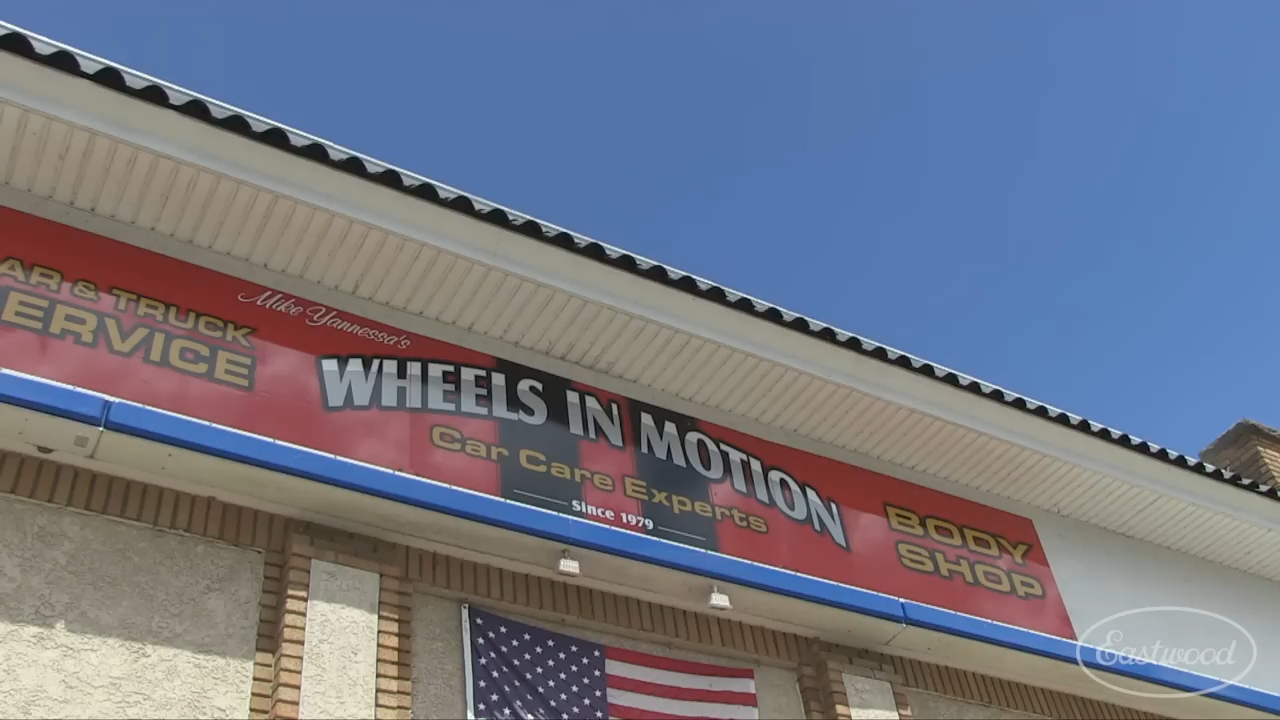 AR & TRUCK
ERVICE
Mike Yannessa's
WHEELS IN MOTION
Car Care Experts
Since 1979
BODY
SHOP
Eastwood